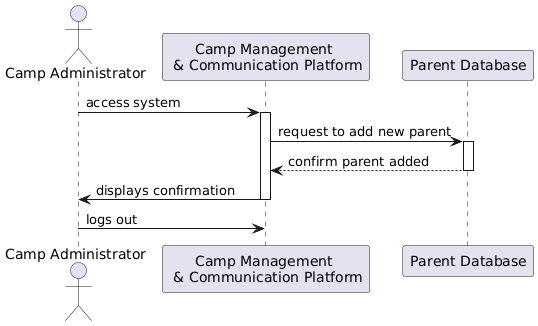 Camp Administrator
Camp Management
& Communication Platform
Parent Database
access system
request to add new parent
confirm parent added
displays confirmation
logs out
Camp Administrator
Camp Management
& Communication Platform
Parent Database